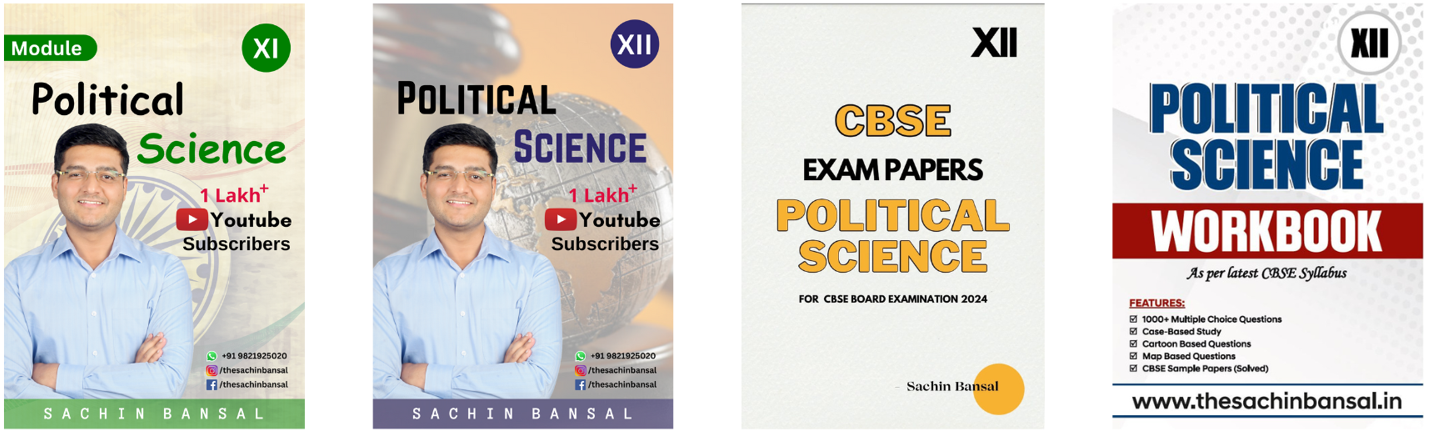 Module
XI
Political
Science
1 Lakh+
Youtube
Subscribers
+91 9821925020
/thesachinbansal
/thesachinbansal
SACHIN BANSAL
XII
POLITICAL
SCIENCE
1 Lakh+
Youtube
Subscribers
+91 9821925020
/thesachinbansal
/thesachinbansal
SACHIN BANSAL
XII
CBSE
EXAM PAPERS
POLITICAL
SCIENCE
FOR CBSE BOARD EXAMINATION 2024
- Sachin Bansal
XII
POLITICAL
SCIENCE
WORKBOOK
As per latest CBSE Syllabus
FEATURES:
☑ 1000+ Multiple Choice Questions
☑ Case-Based Study
☑ Cartoon Based Questions
☑ Map Based Questions
☑ CBSE Sample Papers (Solved)
www.thesachinbansal.in